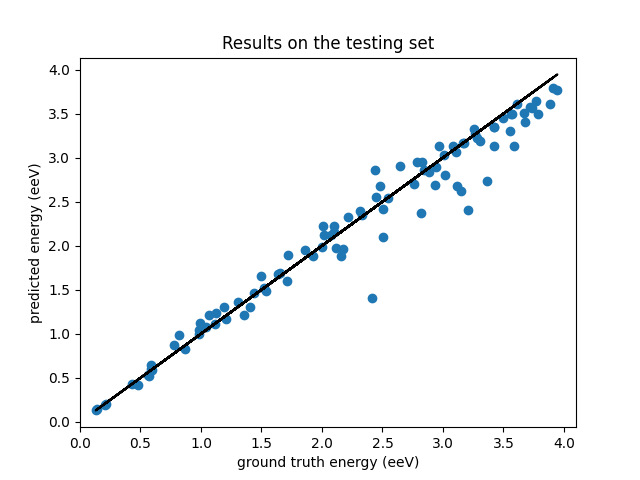 Results on the testing set
4.0
3.5
3.0
2.5
2.0
1.5
1.0
0.5
0.0
predicted energy (eeV)
0.0 0.5 1.0 1.5 2.0 2.5 3.0 3.5 4.0
ground truth energy (eeV)